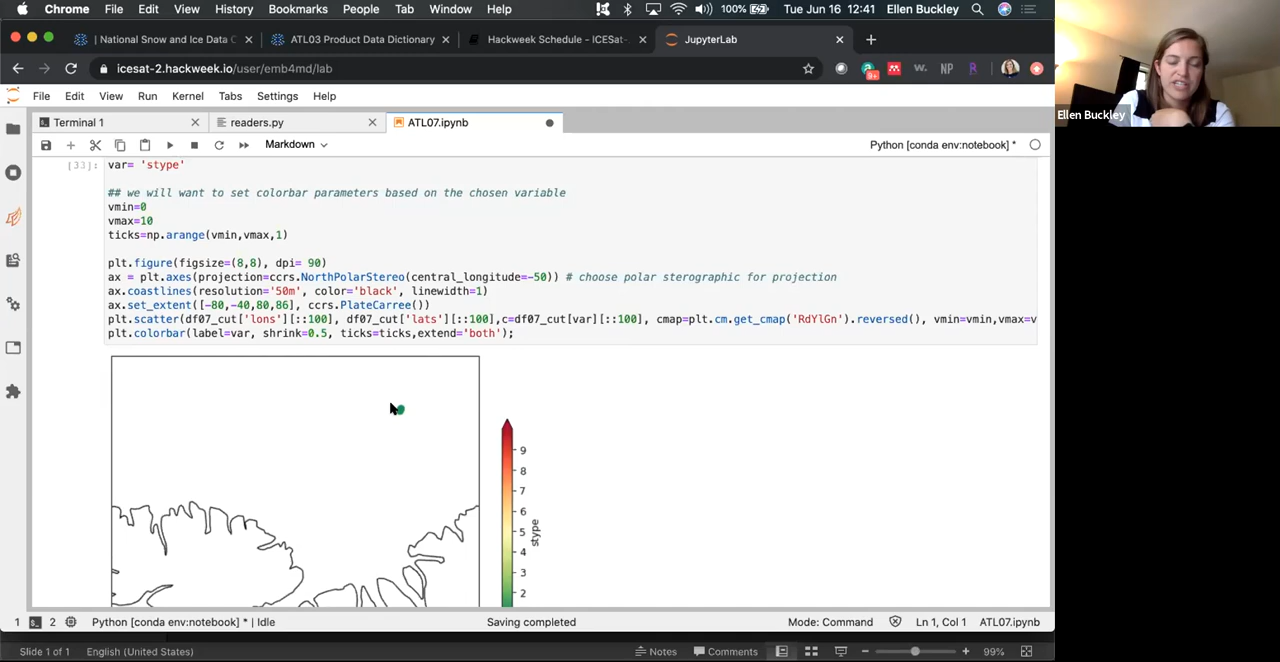 Chrome File Edit View History Bookmarks People Tab Window Help 100% Tue Jun 16 12:41 Ellen Buckley
| National Snow and Ice Data C × ATL03 Product Data Dictionary × Hackweek Schedule - ICESat- × JupyterLab × +
icesat-2.hackweek.io/user/emb4md/lab 9+ w. NP R
Ellen Buckley
File Edit View Run Kernel Tabs Settings Help
Terminal 1 × readers.py × ATL07.ipynb
Markdown Python [conda env:notebook] *
[33]: var= 'stype'
## we will want to set colorbar parameters based on the chosen variable
vmin=0
vmax=10
ticks=np.arange(vmin,vmax,1)
plt.figure(figsize=(8,8), dpi= 90)
ax = plt.axes(projection=ccrs.NorthPolarStereo(central_longitude=-50)) # choose polar sterographic for projection
ax.coastlines(resolution='50m', color='black', linewidth=1)
ax.set_extent([-80,-40,80,86], ccrs.PlateCarree())
plt.scatter(df07_cut['lons'][::100], df07_cut['lats'][::100],c=df07_cut[var][::100], cmap=plt.cm.get_cmap('RdYlGn').reversed(), vmin=vmin,vmax=v
plt.colorbar(label=var, shrink=0.5, ticks=ticks,extend='both');
9
8
7
6
5
4
3
2
stype
1 2 Python [conda env:notebook] * | Idle Saving completed Mode: Command Ln 1, Col 1 ATL07.ipynb
Slide 1 of 1 English (United States) Notes Comments 99%